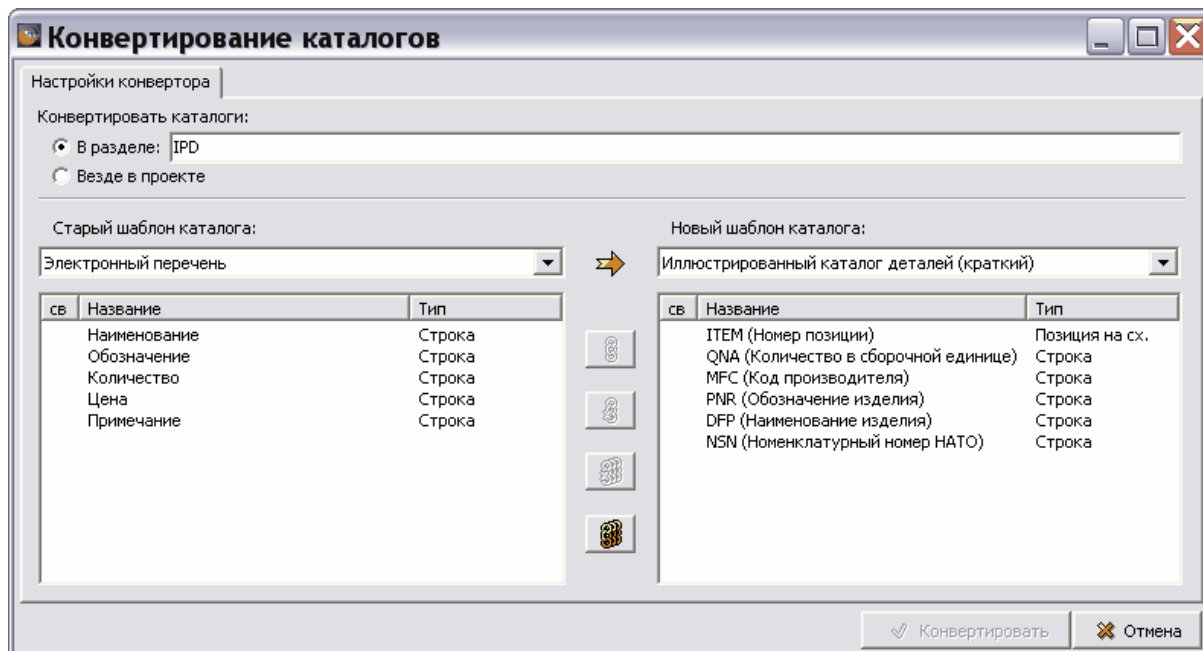 Конвертирование каталогов
Настройки конвертора
Конвертировать каталоги:
В разделе: IPD
Везде в проекте
Старый шаблон каталога:
Новый шаблон каталога:
Электронный перечень
Иллюстрированный каталог деталей (краткий)
св Название Тип
Наименование Строка
Обозначение Строка
Количество Строка
Цена Строка
Примечание Строка
св Название Тип
ITEM (Номер позиции) Позиция на сх.
QNA (Количество в сборочной единице) Строка
MFC (Код производителя) Строка
PNR (Обозначение изделия) Строка
DFP (Наименование изделия) Строка
NSN (Номенклатурный номер НАТО) Строка
Конвертировать
Отмена